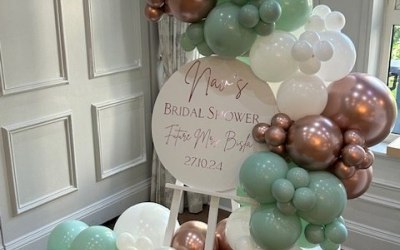 Nav's
BRIDAL SHOWER
Future Mrs
27.10.24